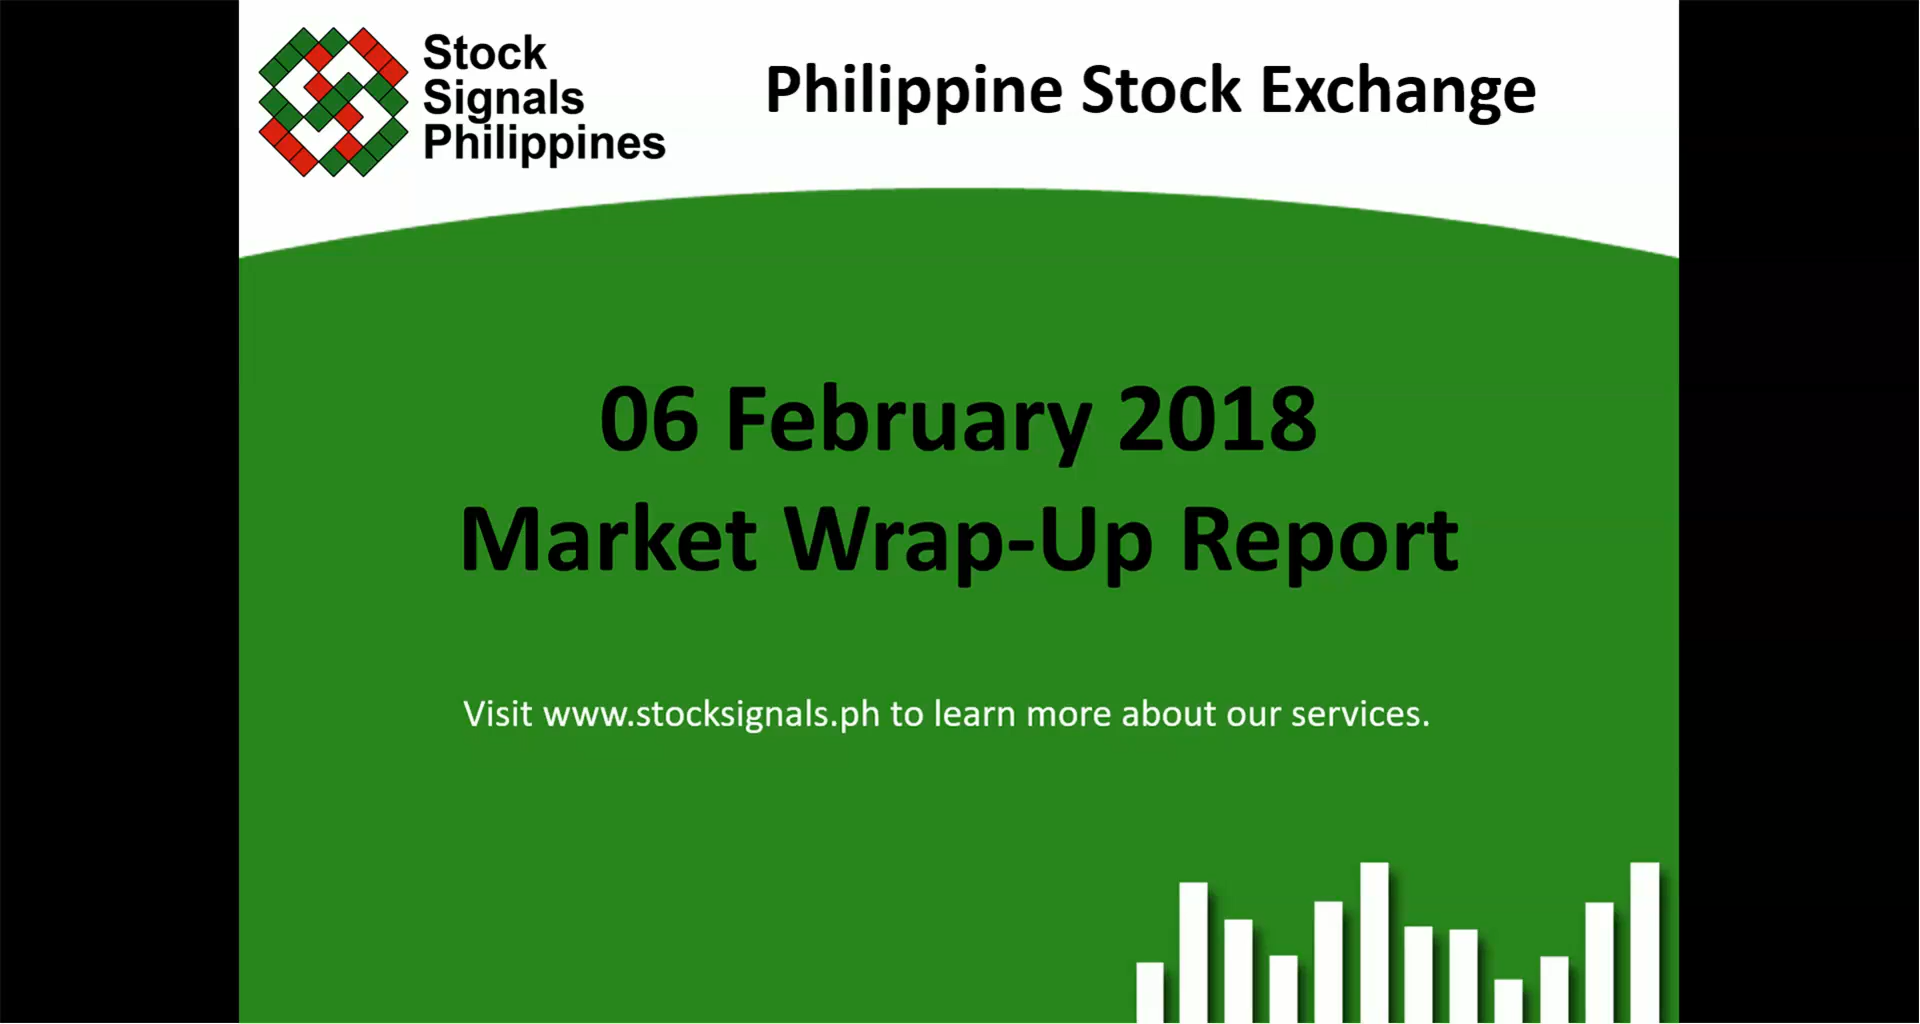 Stock
Signals
Philippines
Philippine Stock Exchange
06 February 2018
Market Wrap-Up Report
Visit www.stocksignals.ph to learn more about our services.